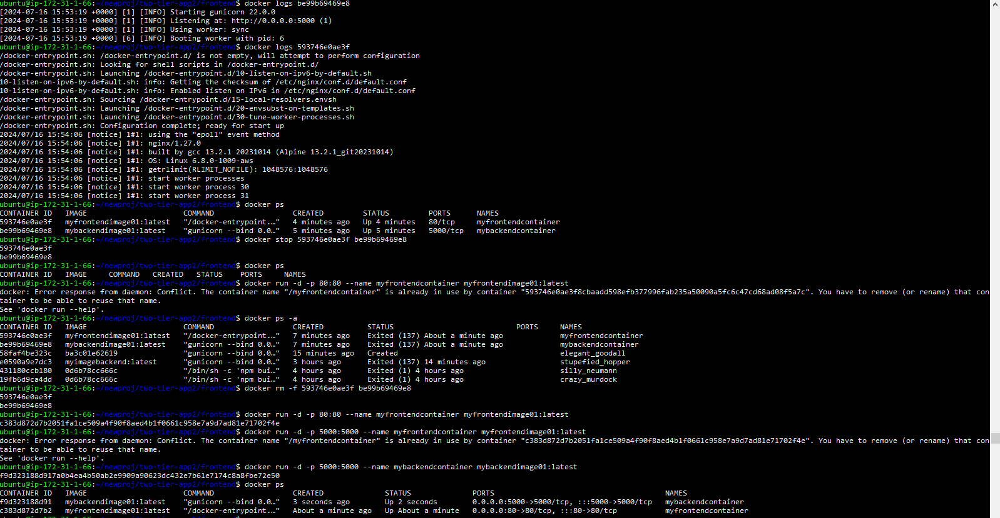 ubuntu@ip-172-31-1-66:~/newproj/two-tier-app2/frontend$ docker logs be99b69469e8
[2024-07-16 15:53:19 +0000] [1] [INFO] Starting gunicorn 22.0.0
[2024-07-16 15:53:19 +0000] [1] [INFO] Listening at: http://0.0.0.0:5000 (1)
[2024-07-16 15:53:19 +0000] [1] [INFO] Using worker: sync
[2024-07-16 15:53:19 +0000] [6] [INFO] Booting worker with pid: 6
ubuntu@ip-172-31-1-66:~/newproj/two-tier-app2/frontend$ docker logs 593746e0ae3f
/docker-entrypoint.sh: /docker-entrypoint.d/ is not empty, will attempt to perform configuration
/docker-entrypoint.sh: Looking for shell scripts in /docker-entrypoint.d/
/docker-entrypoint.sh: Launching /docker-entrypoint.d/10-listen-on-ipv6-by-default.sh
10-listen-on-ipv6-by-default.sh: info: Getting the checksum of /etc/nginx/conf.d/default.conf
10-listen-on-ipv6-by-default.sh: info: Enabled listen on IPv6 in /etc/nginx/conf.d/default.conf
/docker-entrypoint.sh: Sourcing /docker-entrypoint.d/15-local-resolvers.envsh
/docker-entrypoint.sh: Launching /docker-entrypoint.d/20-envsubst-on-templates.sh
/docker-entrypoint.sh: Launching /docker-entrypoint.d/30-tune-worker-processes.sh
/docker-entrypoint.sh: Configuration complete; ready for start up
2024/07/16 15:54:06 [notice] 1#1: using the "epoll" event method
2024/07/16 15:54:06 [notice] 1#1: nginx/1.27.0
2024/07/16 15:54:06 [notice] 1#1: built by gcc 13.2.1 20231014 (Alpine 13.2.1_git20231014)
2024/07/16 15:54:06 [notice] 1#1: OS: Linux 6.8.0-1009-aws
2024/07/16 15:54:06 [notice] 1#1: getrlimit(RLIMIT_NOFILE): 1048576:1048576
2024/07/16 15:54:06 [notice] 1#1: start worker processes
2024/07/16 15:54:06 [notice] 1#1: start worker process 30
2024/07/16 15:54:06 [notice] 1#1: start worker process 31
ubuntu@ip-172-31-1-66:~/newproj/two-tier-app2/frontend$ docker ps
CONTAINER ID   IMAGE                      COMMAND                  CREATED         STATUS         PORTS      NAMES
593746e0ae3f   myfrontendimage01:latest   "/docker-entrypoint.…"   4 minutes ago   Up 4 minutes   80/tcp     myfrontendcontainer
be99b69469e8   mybackendimage01:latest    "gunicorn --bind 0.0…"   5 minutes ago   Up 5 minutes   5000/tcp   mybackendcontainer
ubuntu@ip-172-31-1-66:~/newproj/two-tier-app2/frontend$ docker stop 593746e0ae3f be99b69469e8
593746e0ae3f
be99b69469e8
ubuntu@ip-172-31-1-66:~/newproj/two-tier-app2/frontend$ docker ps
CONTAINER ID   IMAGE     COMMAND   CREATED   STATUS    PORTS     NAMES
ubuntu@ip-172-31-1-66:~/newproj/two-tier-app2/frontend$ docker run -d -p 80:80 --name myfrontendcontainer myfrontendimage01:latest
docker: Error response from daemon: Conflict. The container name "/myfrontendcontainer" is already in use by container "593746e0ae3f8cbaadd598efb377996fab235a50090a5fc6c47cd68ad08f5a7c". You have to remove (or rename) that con
tainer to be able to reuse that name.
See 'docker run --help'.
ubuntu@ip-172-31-1-66:~/newproj/two-tier-app2/frontend$ docker ps -a
CONTAINER ID   IMAGE                      COMMAND                  CREATED          STATUS                            PORTS     NAMES
593746e0ae3f   myfrontendimage01:latest   "/docker-entrypoint.…"   7 minutes ago    Exited (137) About a minute ago             myfrontendcontainer
be99b69469e8   mybackendimage01:latest    "gunicorn --bind 0.0…"   7 minutes ago    Exited (137) About a minute ago             mybackendcontainer
58faf4be323c   ba3c01e62619               "gunicorn --bind 0.0…"   15 minutes ago   Created                                     elegant_goodall
e0590a9e7dc3   myimagebackend:latest      "gunicorn --bind 0.0…"   3 hours ago      Exited (137) 14 minutes ago                 stupefied_hopper
431180ccb180   0d6b78cc666c               "/bin/sh -c 'npm bui…"   4 hours ago      Exited (1) 4 hours ago                      silly_neumann
19fb6d9ca4dd   0d6b78cc666c               "/bin/sh -c 'npm bui…"   4 hours ago      Exited (1) 4 hours ago                      crazy_murdock
ubuntu@ip-172-31-1-66:~/newproj/two-tier-app2/frontend$ docker rm -f 593746e0ae3f be99b69469e8
593746e0ae3f
be99b69469e8
ubuntu@ip-172-31-1-66:~/newproj/two-tier-app2/frontend$ docker run -d -p 80:80 --name myfrontendcontainer myfrontendimage01:latest
c383d872d7b2051fa1ce509a4f90f8aed4b1f0661c958e7a9d7ad81e71702f4e
ubuntu@ip-172-31-1-66:~/newproj/two-tier-app2/frontend$ docker run -d -p 5000:5000 --name myfrontendcontainer myfrontendimage01:latest
docker: Error response from daemon: Conflict. The container name "/myfrontendcontainer" is already in use by container "c383d872d7b2051fa1ce509a4f90f8aed4b1f0661c958e7a9d7ad81e71702f4e". You have to remove (or rename) that con
tainer to be able to reuse that name.
See 'docker run --help'.
ubuntu@ip-172-31-1-66:~/newproj/two-tier-app2/frontend$ docker run -d -p 5000:5000 --name mybackendcontainer mybackendimage01:latest
f9d323188d917a0b4ea4b50ab2e9909a90623dc432e7b61e7174c8a8fbe72e50
ubuntu@ip-172-31-1-66:~/newproj/two-tier-app2/frontend$ docker ps
CONTAINER ID   IMAGE                      COMMAND                  CREATED              STATUS              PORTS                                       NAMES
f9d323188d91   mybackendimage01:latest    "gunicorn --bind 0.0…"   3 seconds ago        Up 2 seconds        0.0.0.0:5000->5000/tcp, :::5000->5000/tcp   mybackendcontainer
c383d872d7b2   myfrontendimage01:latest   "/docker-entrypoint.…"   About a minute ago   Up About a minute   0.0.0.0:80->80/tcp, :::80->80/tcp           myfrontendcontainer